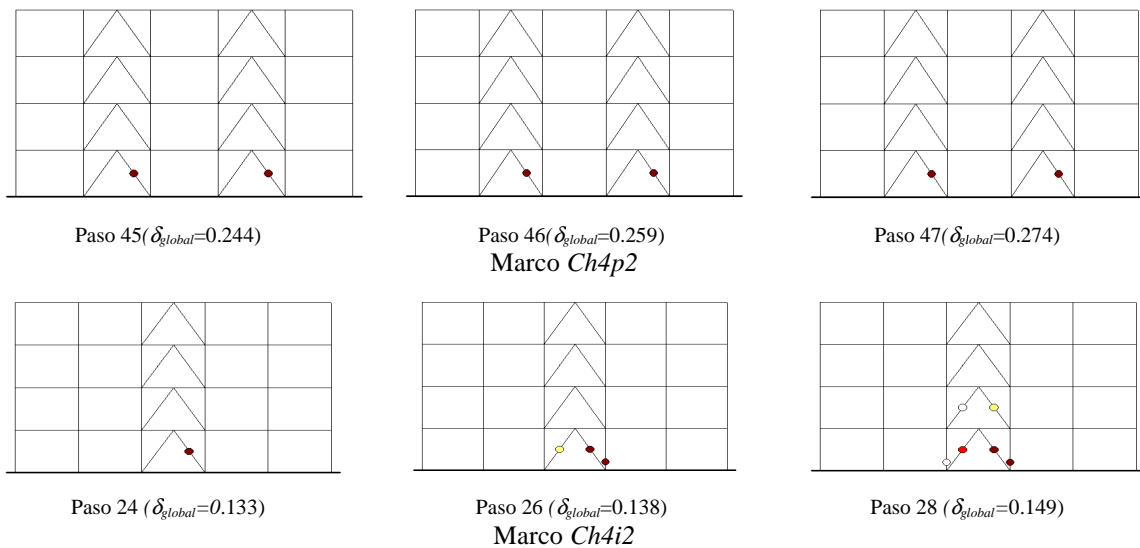 Paso 45(δglobal=0.244)
Paso 46(δglobal=0.259)
Paso 47(δglobal=0.274)
Marco Ch4p2
Paso 24 (δglobal=0.133)
Paso 26 (δglobal=0.138)
Paso 28 (δglobal=0.149)
Marco Ch4i2